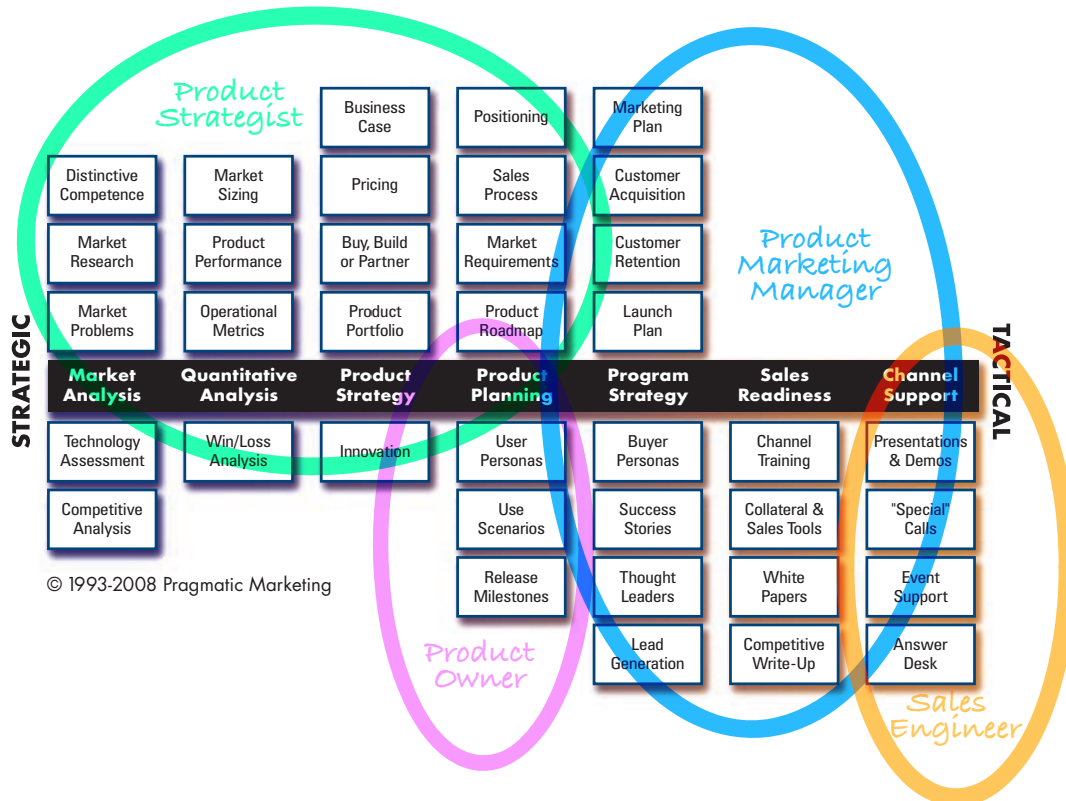 Product
Strategist
Business
Case
Positioning
Marketing
Plan
Distinctive
Competence
Market
Sizing
Pricing
Sales
Process
Customer
Acquisition
Market
Research
Product
Performance
Buy, Build
or Partner
Market
Requirements
Customer
Retention
Product
Marketing
Manager
Market
Problems
Operational
Metrics
Product
Portfolio
Product
Roadmap
Launch
Plan
STRATEGIC
TACTICAL
Market
Analysis
Quantitative
Analysis
Product
Strategy
Product
Planning
Program
Strategy
Sales
Readiness
Channel
Support
Technology
Assessment
Win/Loss
Analysis
Innovation
User
Personas
Buyer
Personas
Channel
Training
Presentations
& Demos
Competitive
Analysis
Use
Scenarios
Success
Stories
Collateral &
Sales Tools
"Special"
Calls
© 1993-2008 Pragmatic Marketing
Release
Milestones
Thought
Leaders
White
Papers
Event
Support
Product
Owner
Lead
Generation
Competitive
Write-Up
Answer
Desk
Sales
Engineer